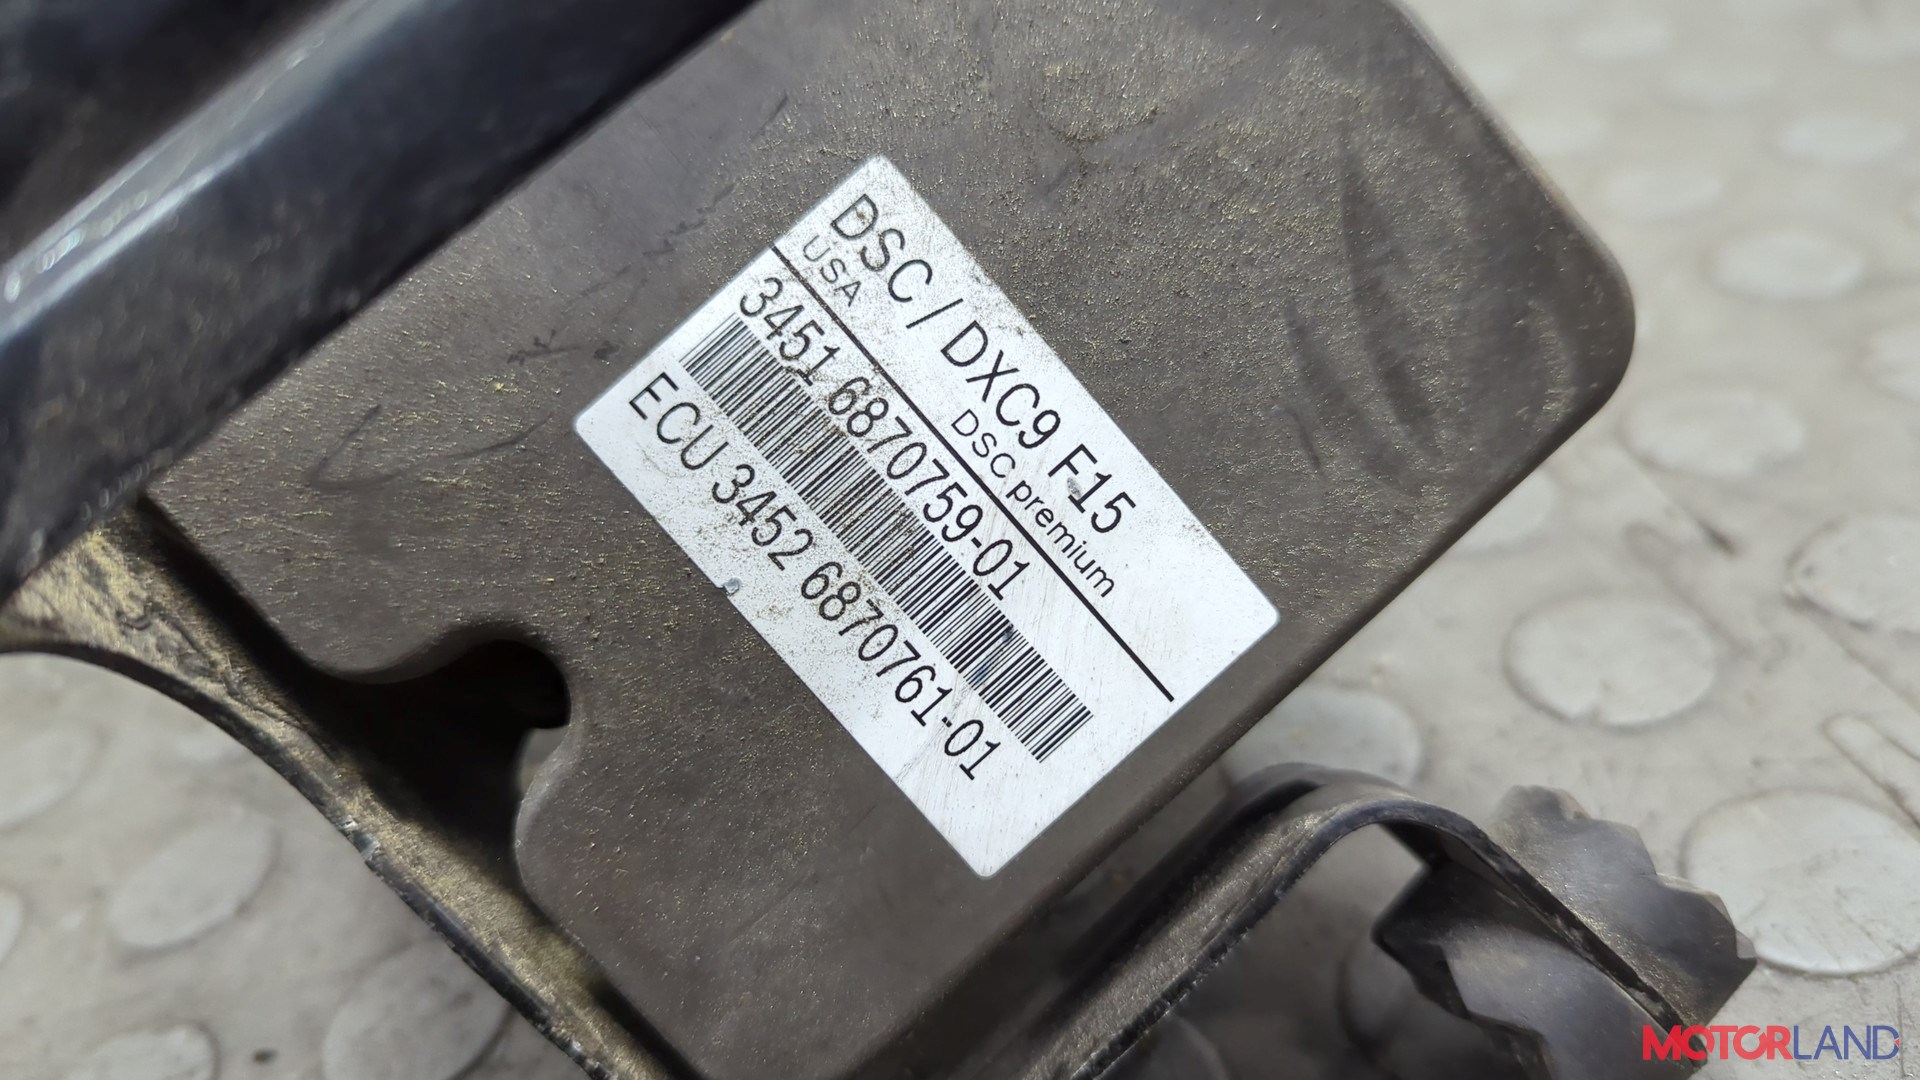 DSC / DXC9 F15
USA DSC premium
3451 6870759-01
ECU 3452 6870761-01
MOTORLAND